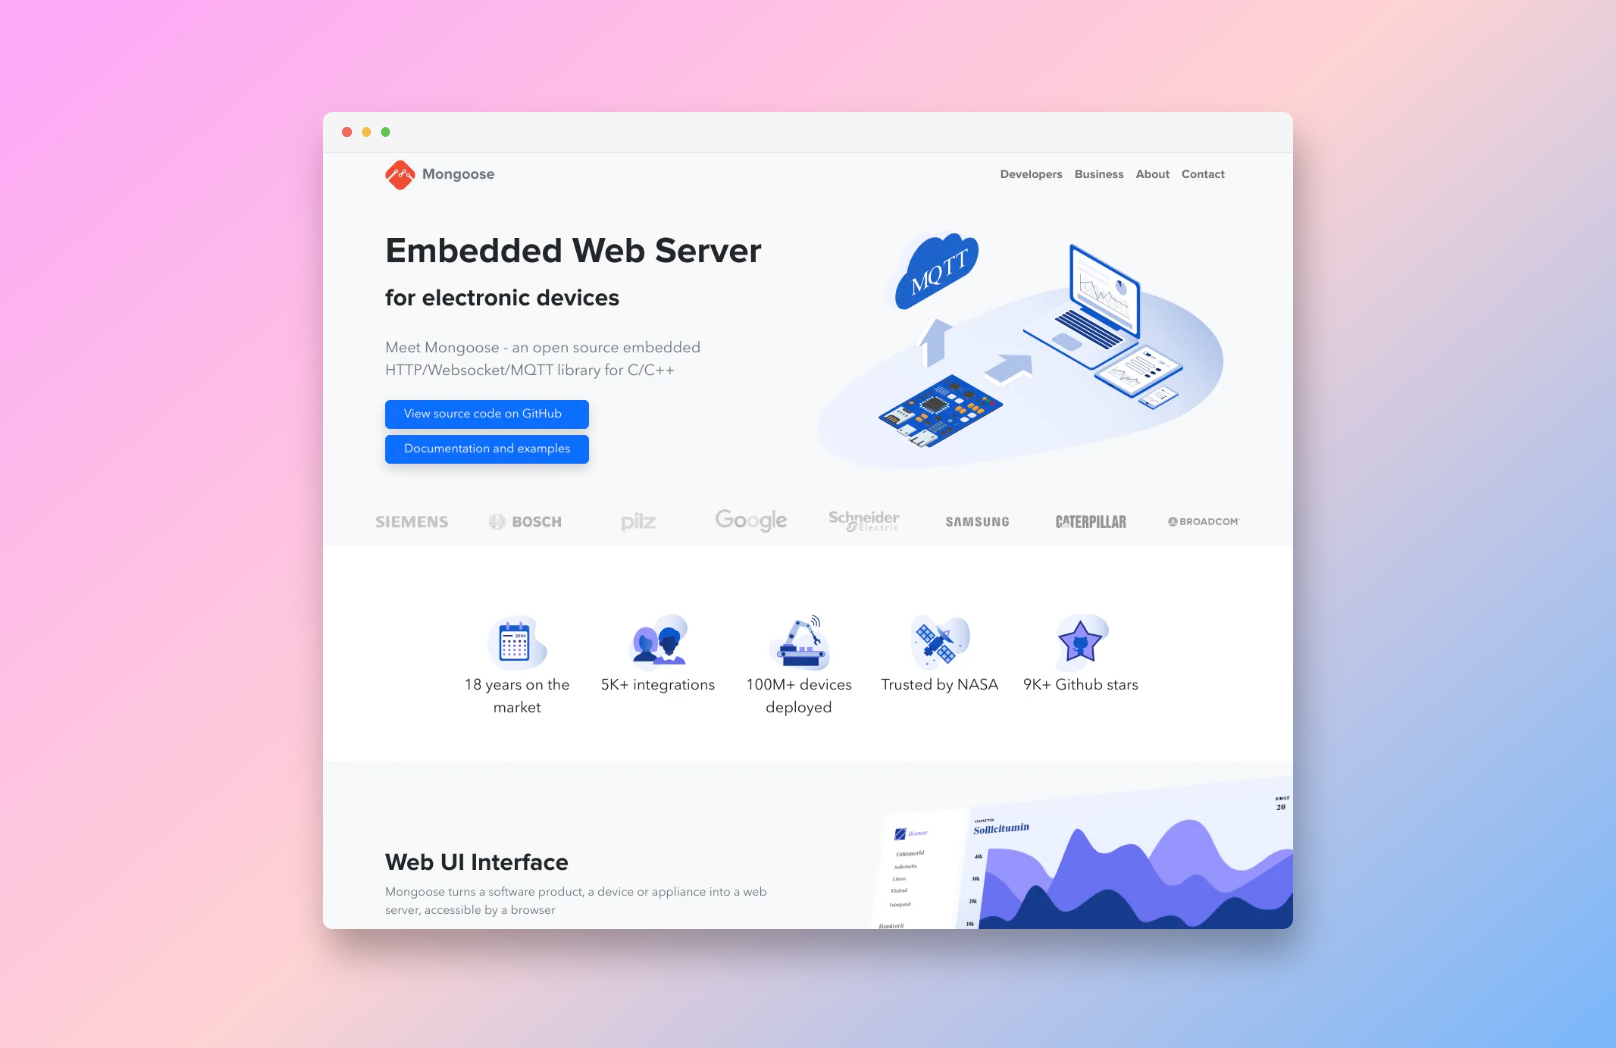 Mongoose
Developers Business About Contact
Embedded Web Server
for electronic devices
Meet Mongoose - an open source embedded
HTTP/Websocket/MQTT library for C/C++
View source code on GitHub
Documentation and examples
MQTT
SIEMENS BOSCH pilz Google Schneider Electric SAMSUNG CATERPILLAR BROADCOM
18 years on the
market
5K+ integrations
100M+ devices
deployed
Trusted by NASA
9K+ Github stars
Web UI Interface
Mongoose turns a software product, a device or appliance into a web
server, accessible by a browser
Sollicitumin
20